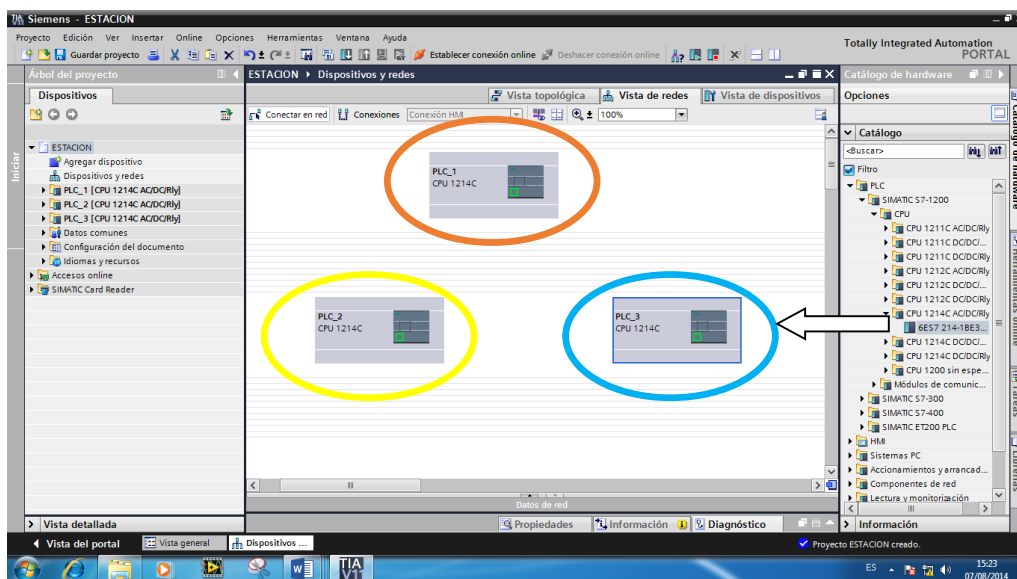 Siemens - ESTACION
Proyecto Edición Ver Insertar Online Opciones Herramientas Ventana Ayuda
Guardar proyecto
Establecer conexión online
Deshacer conexión online
Totally Integrated Automation
PORTAL
Árbol del proyecto
ESTACION Dispositivos y redes
Catálogo de hardware
Dispositivos
Vista topológica
Vista de redes
Vista de dispositivos
Opciones
Conectar en red
Conexiones
Conexión HMI
100%
Catálogo
<Buscar>
Filtro
Iniciar
ESTACION
Agregar dispositivo
Dispositivos y redes
PLC_1 [CPU 1214C AC/DC/Rly]
PLC_2 [CPU 1214C AC/DC/Rly]
PLC_3 [CPU 1214C AC/DC/Rly]
Datos comunes
Configuración del documento
Idiomas y recursos
Accesos online
SIMATIC Card Reader
PLC_1
CPU 1214C
PLC_2
CPU 1214C
PLC_3
CPU 1214C
PLC
SIMATIC S7-1200
CPU
CPU 1211C AC/DC/Rly
CPU 1211C DC/DC/...
CPU 1211C DC/DC/Rly
CPU 1212C AC/DC/Rly
CPU 1212C DC/DC/...
CPU 1212C DC/DC/Rly
CPU 1214C AC/DC/Rly
6ES7 214-1BE3...
CPU 1214C DC/DC/...
CPU 1214C DC/DC/Rly
CPU 1200 sin espe...
Módulos de comunic...
SIMATIC S7-300
SIMATIC S7-400
SIMATIC ET200 PLC
HMI
Sistemas PC
Accionamientos y arrancad...
Componentes de red
Lectura y monitorización
Catálogo de hardware
Herramientas online
Tareas
Librerías
Datos de red
Vista detallada
Propiedades
Información
Diagnóstico
Información
Vista del portal
Vista general
Dispositivos ...
Proyecto ESTACION creado.
TIA
V11
ES
15:23
07/08/2014